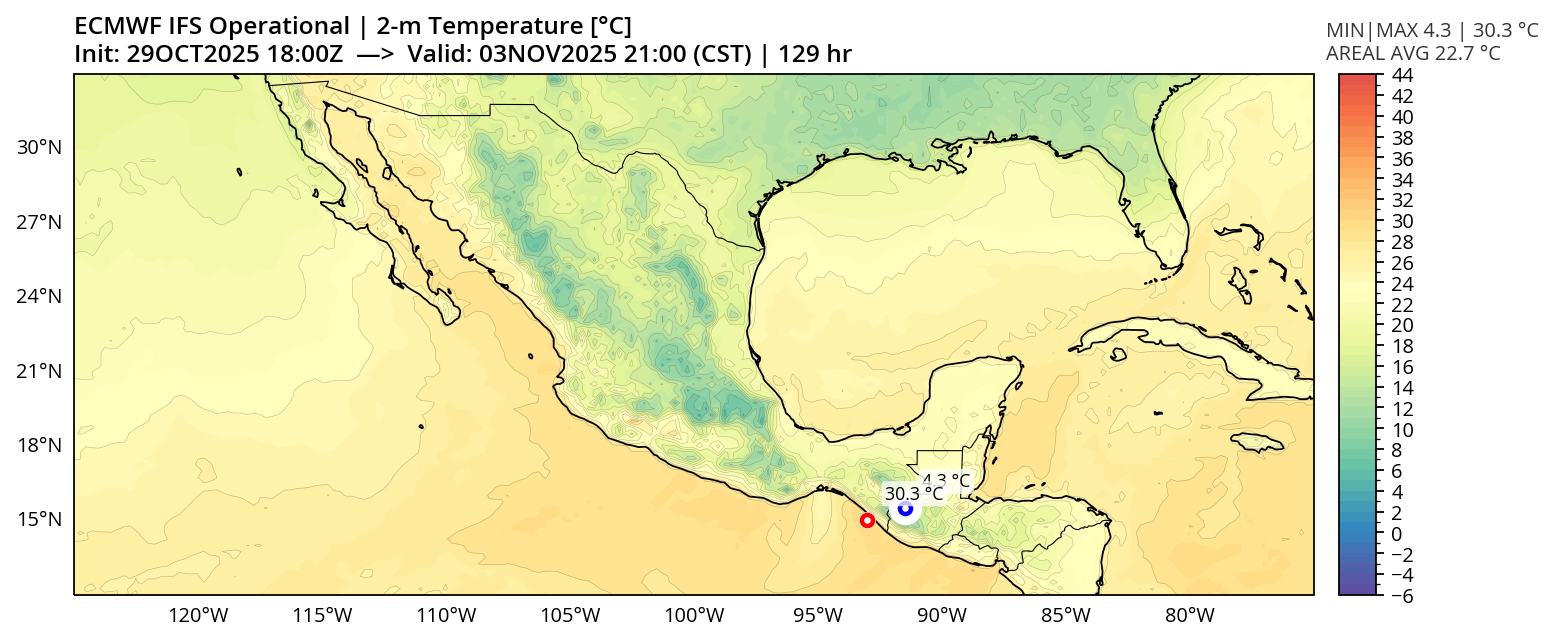 ECMWF IFS Operational | 2-m Temperature [°C]
Init: 29OCT2025 18:00Z —> Valid: 03NOV2025 21:00 (CST) | 129 hr
MIN|MAX 4.3 | 30.3 °C
AREAL AVG 22.7 °C
44
42
40
38
36
34
32
30
28
26
24
22
20
18
16
14
12
10
8
6
4
2
0
−2
−4
−6
30°N
27°N
24°N
21°N
18°N
15°N
4.3 °C
30.3 °C
120°W
115°W
110°W
105°W
100°W
95°W
90°W
85°W
80°W